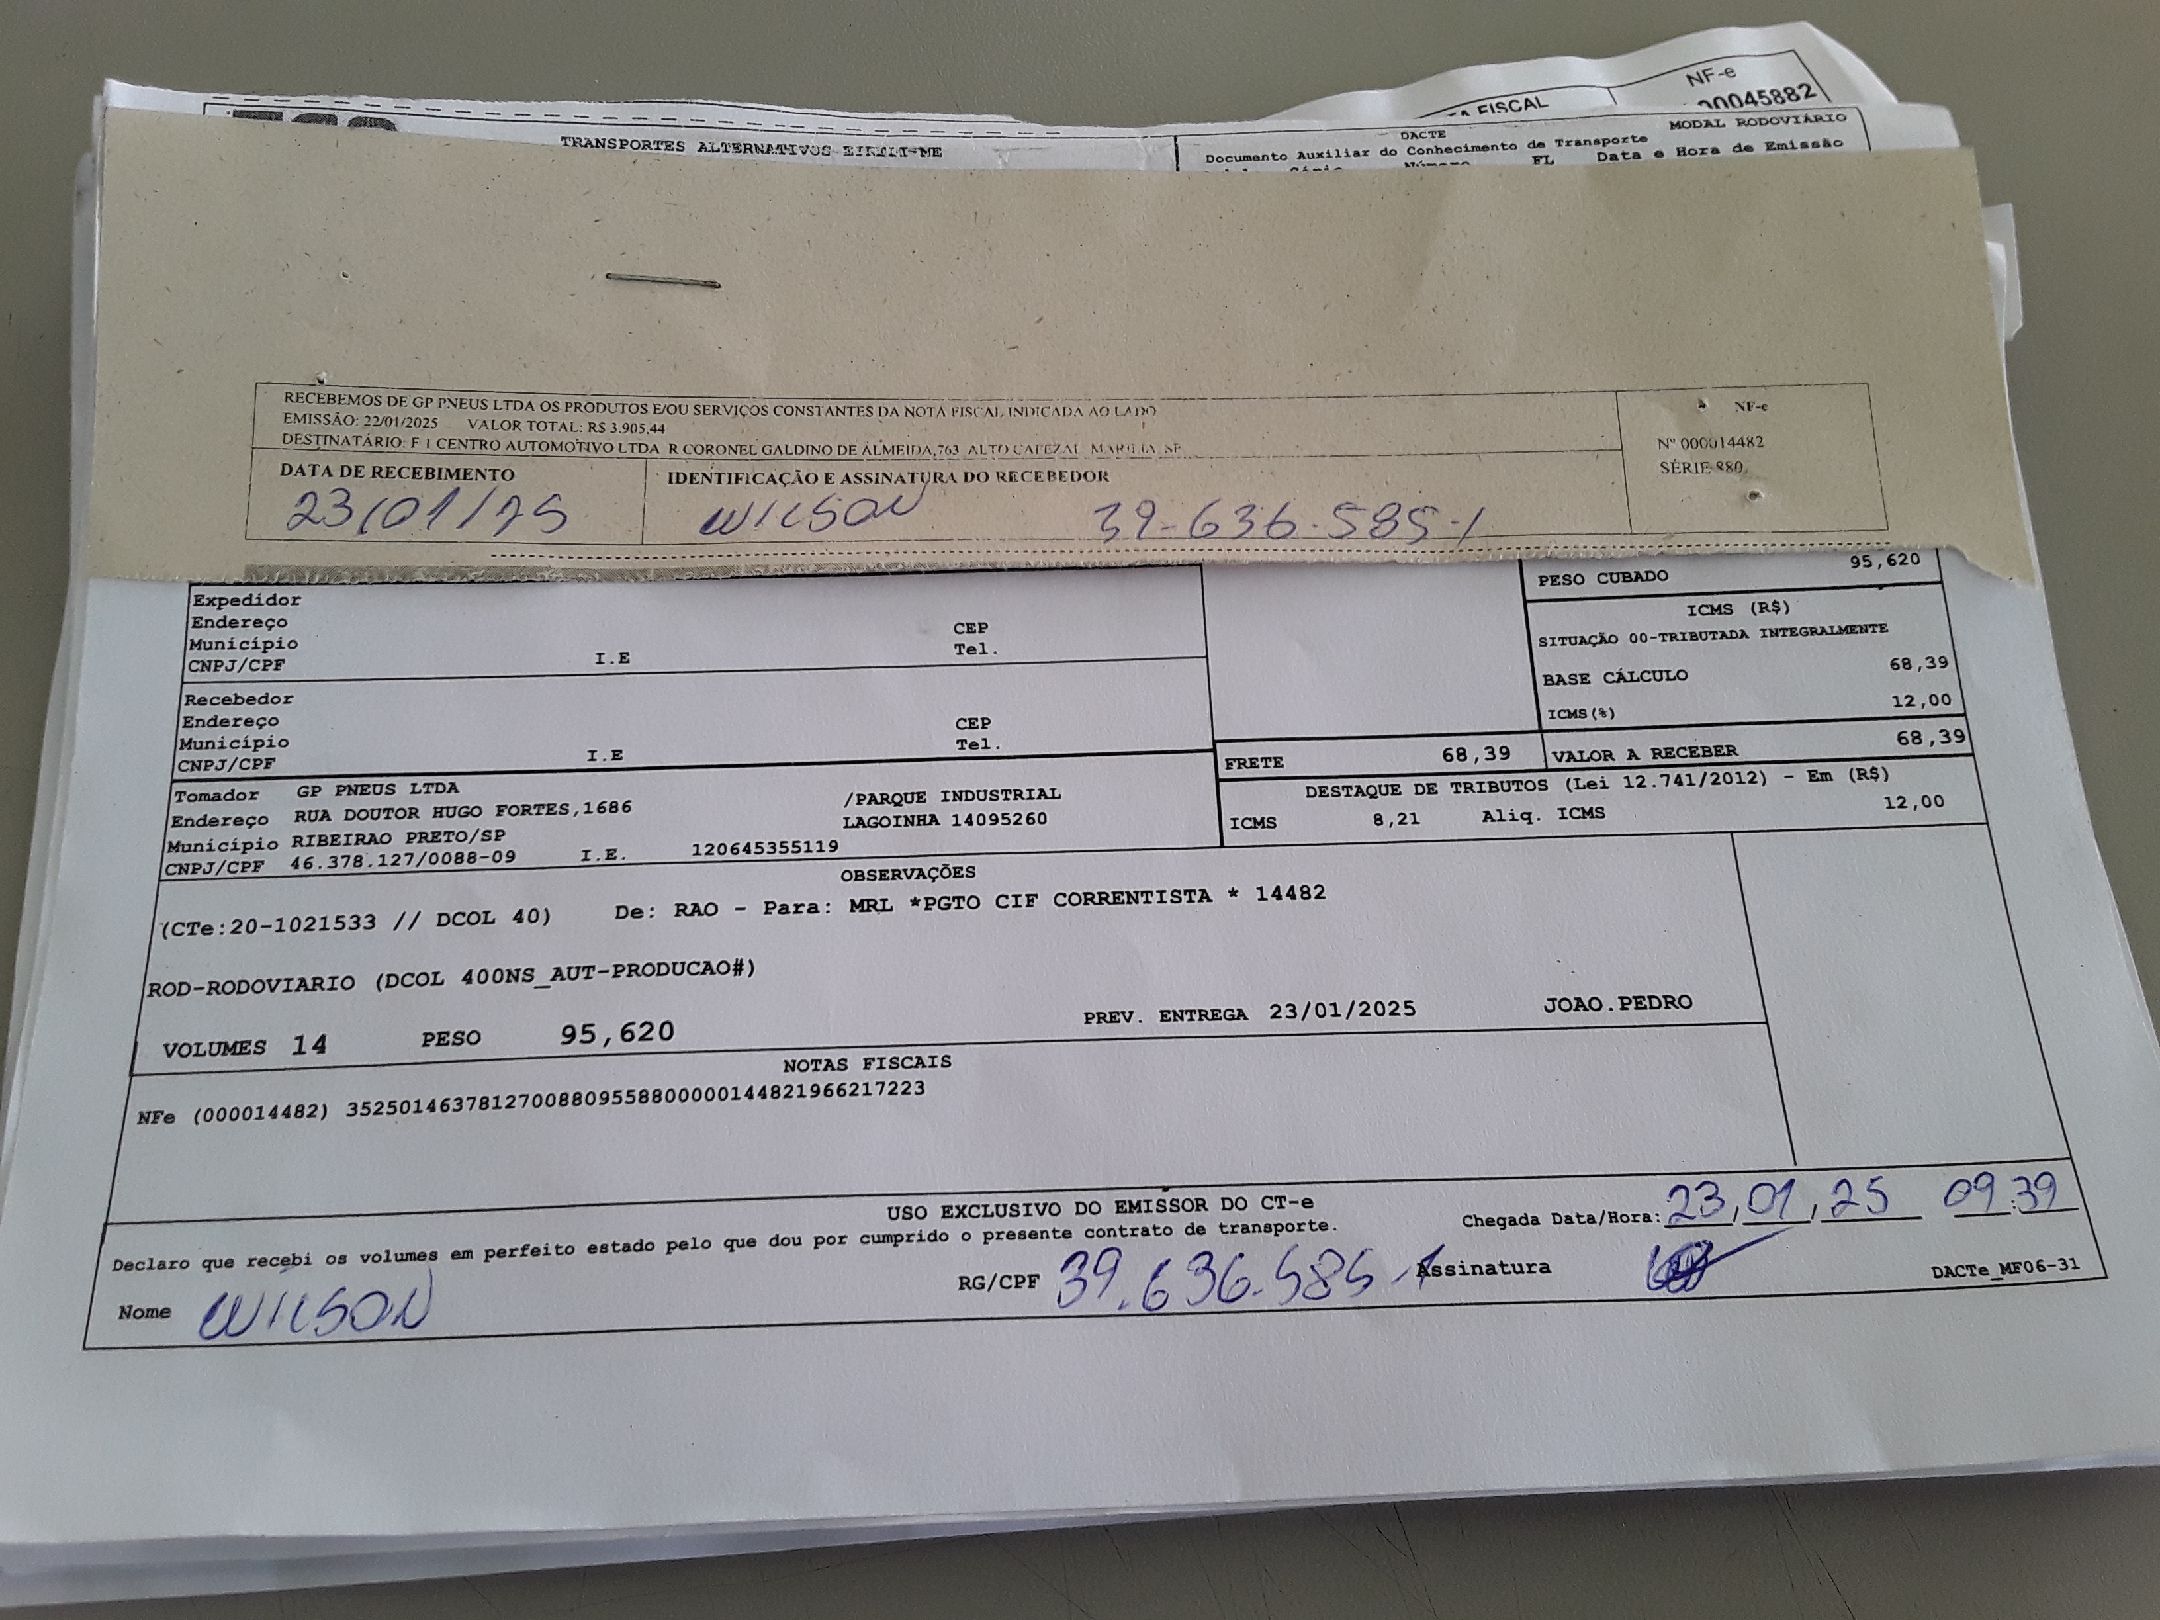 NF-e
FISCAL
00045882
TRANSPORTES ALTERNATIVOS EIRELI-ME
DACTE
MODAL RODOVIÁRIO
Documento Auxiliar do Conhecimento de Transporte
Número FL Data e Hora de Emissão
RECEBEMOS DE GP PNEUS LTDA OS PRODUTOS E/OU SERVIÇOS CONSTANTES DA NOTA FISCAL INDICADA AO LADO
EMISSÃO: 22/01/2025 VALOR TOTAL: R$ 3.905,44
DESTINATÁRIO: F 1 CENTRO AUTOMOTIVO LTDA R CORONEL GALDINO DE ALMEIDA,763 ALTO CAFEZAL MARILIA SP
NF-e
Nº 000014482
SÉRIE 880
DATA DE RECEBIMENTO
IDENTIFICAÇÃO E ASSINATURA DO RECEBEDOR
23/01/25 WILSON 39-636.585-1
PESO CUBADO 95,620
Expedidor
Endereço
Município CEP
CNPJ/CPF I.E Tel.
ICMS (R$)
SITUAÇÃO 00-TRIBUTADA INTEGRALMENTE
BASE CÁLCULO 68,39
ICMS(%) 12,00
Recebedor
Endereço
Município CEP
CNPJ/CPF I.E Tel.
FRETE 68,39 VALOR A RECEBER 68,39
Tomador GP PNEUS LTDA
Endereço RUA DOUTOR HUGO FORTES,1686 /PARQUE INDUSTRIAL
Município RIBEIRAO PRETO/SP LAGOINHA 14095260
CNPJ/CPF 46.378.127/0088-09 I.E. 120645355119
DESTAQUE DE TRIBUTOS (Lei 12.741/2012) - Em (R$)
ICMS 8,21 Aliq. ICMS 12,00
OBSERVAÇÕES
(CTe:20-1021533 // DCOL 40) De: RAO - Para: MRL *PGTO CIF CORRENTISTA * 14482
ROD-RODOVIARIO (DCOL 400NS_AUT-PRODUCAO#)
VOLUMES 14 PESO 95,620 PREV. ENTREGA 23/01/2025 JOAO.PEDRO
NOTAS FISCAIS
NFe (000014482) 35250146378127008809558800000144821966217223
USO EXCLUSIVO DO EMISSOR DO CT-e
Declaro que recebi os volumes em perfeito estado pelo que dou por cumprido o presente contrato de transporte.
Chegada Data/Hora: 23,01,25 09:39
Nome WILSON RG/CPF 39.636.585-1 Assinatura
DACTe_MF06-31